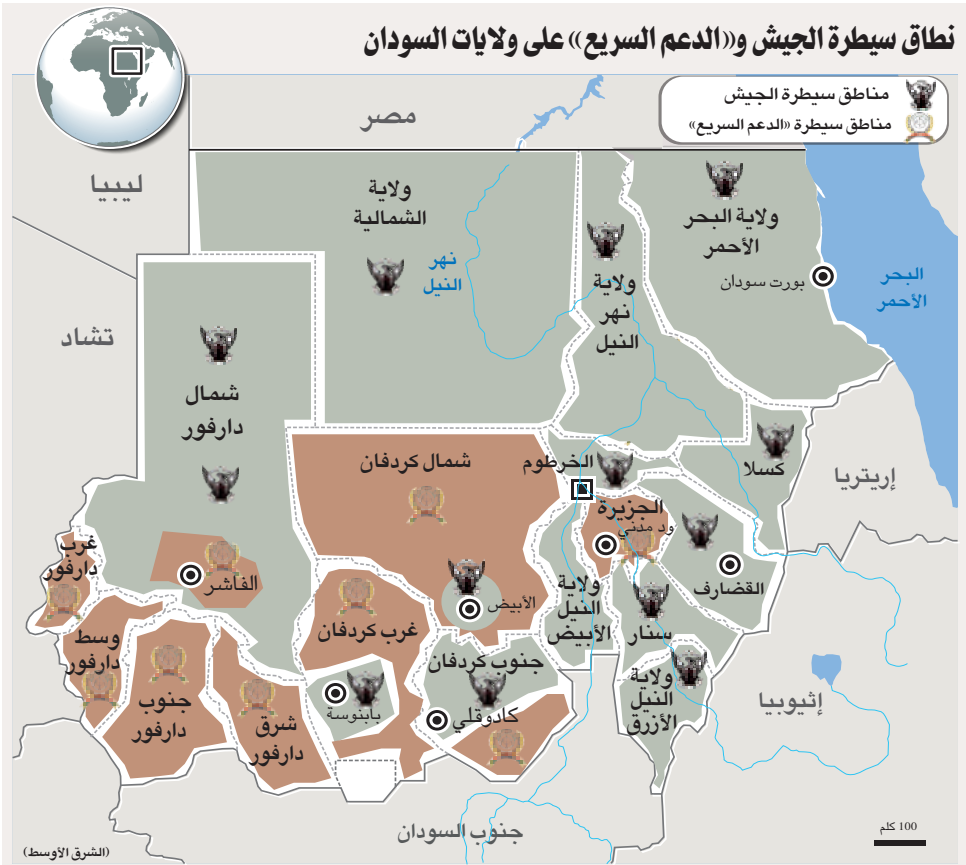 نطاق سيطرة الجيش و«الدعم السريع» على ولايات السودان
مناطق سيطرة الجيش
مناطق سيطرة «الدعم السريع»
مصر
ليبيا
ولاية
الشمالية
نهر
النيل
ولاية
نهر
النيل
ولاية البحر
الأحمر
بورت سودان
البحر
الأحمر
تشاد
شمال
دارفور
شمال كردفان
الخرطوم
كسلا
إريتريا
الجزيرة
ود مدني
القضارف
غرب
دارفور
الفاشر
الأبيض
ولاية
النيل
الأبيض
سنار
وسط
دارفور
غرب كردفان
جنوب كردفان
ولاية
النيل
الأزرق
إثيوبيا
جنوب
دارفور
شرق
دارفور
بابنوسة
كادوقلي
جنوب السودان
100 كلم
(الشرق الأوسط)